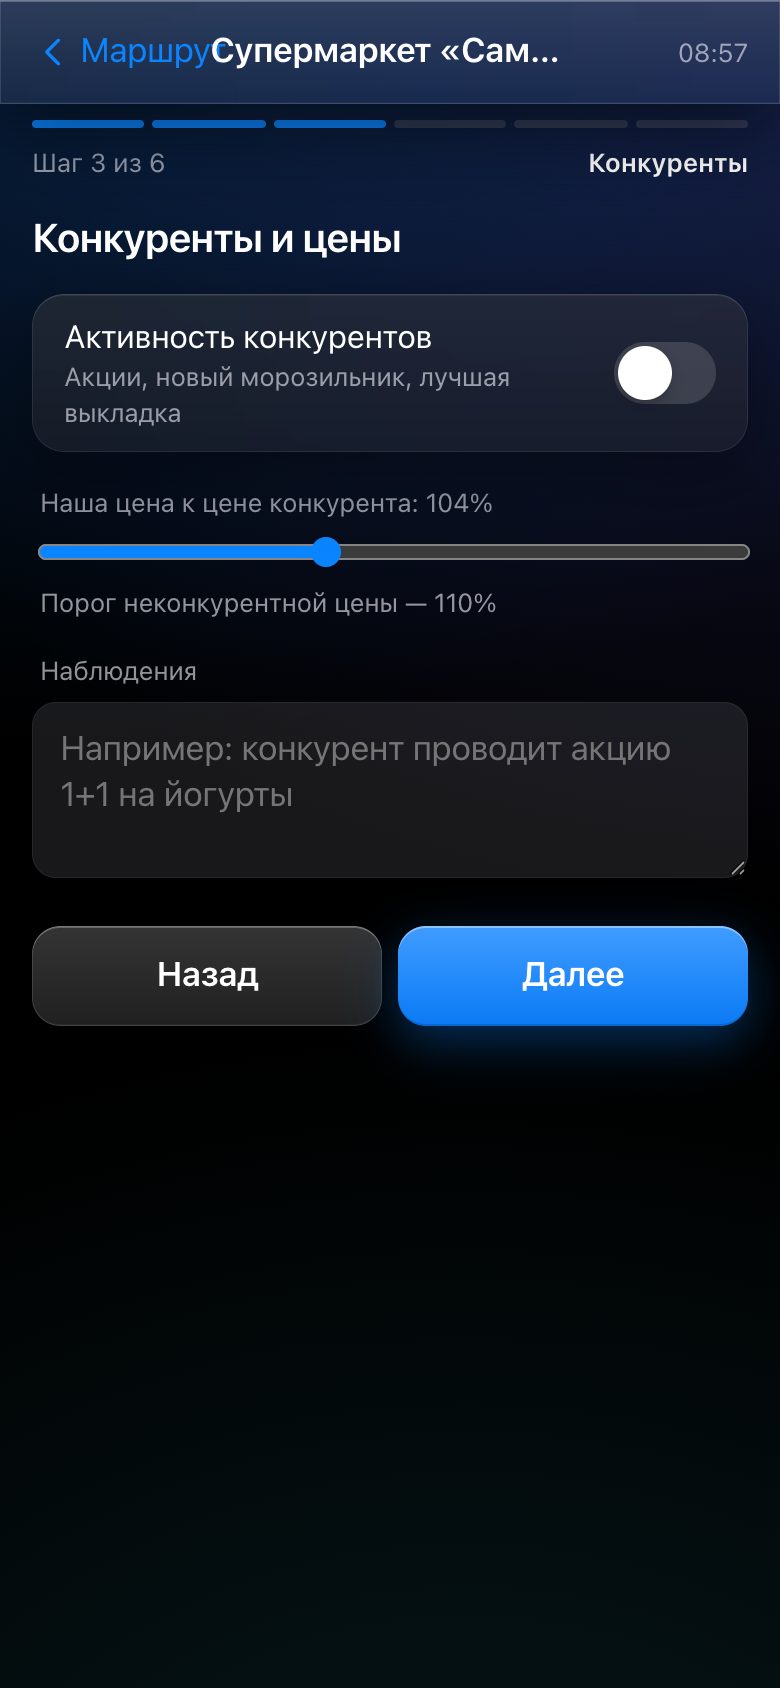 Маршрут
Супермаркет «Сам...
08:57
Шаг 3 из 6
Конкуренты
Конкуренты и цены
Активность конкурентов
Акции, новый морозильник, лучшая
выкладка
Наша цена к цене конкурента: 104%
Порог неконкурентной цены — 110%
Наблюдения
Например: конкурент проводит акцию
1+1 на йогурты
Назад
Далее